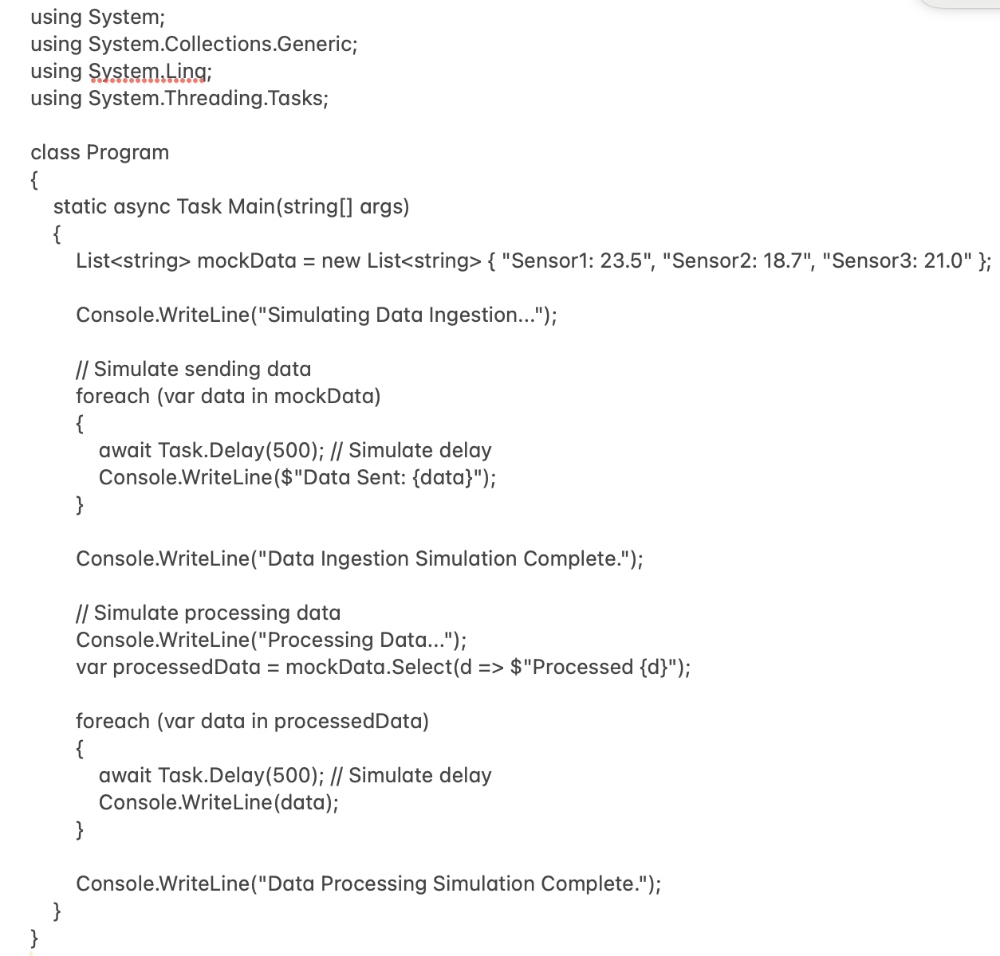 using System;
using System.Collections.Generic;
using System.Linq;
using System.Threading.Tasks;
class Program
{
static async Task Main(string[] args)
{
List<string> mockData = new List<string> { "Sensor1: 23.5", "Sensor2: 18.7", "Sensor3: 21.0" };
Console.WriteLine("Simulating Data Ingestion...");
// Simulate sending data
foreach (var data in mockData)
{
await Task.Delay(500); // Simulate delay
Console.WriteLine($"Data Sent: {data}");
}
Console.WriteLine("Data Ingestion Simulation Complete.");
// Simulate processing data
Console.WriteLine("Processing Data...");
var processedData = mockData.Select(d => $"Processed {d}");
foreach (var data in processedData)
{
await Task.Delay(500); // Simulate delay
Console.WriteLine(data);
}
Console.WriteLine("Data Processing Simulation Complete.");
}
}